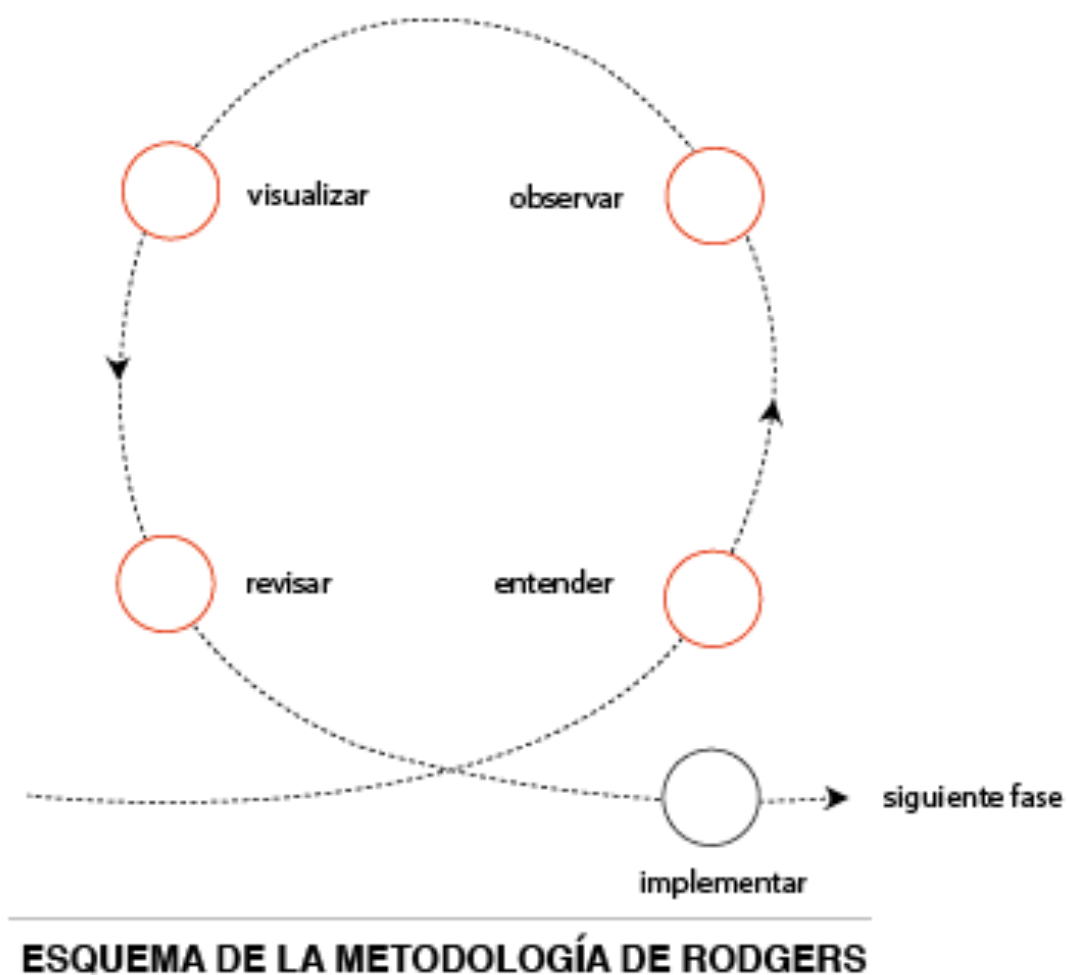 visualizar
observar
revisar
entender
siguiente fase
implementar
ESQUEMA DE LA METODOLOGÍA DE RODGERS